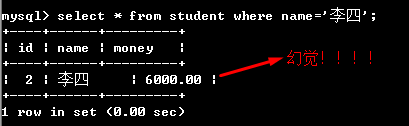 mysql> select * from student where name='李四';
+----+------+---------+
| id | name | money   |
+----+------+---------+
|  2 | 李四     | 6000.00 | 幻觉！！！！
+----+------+---------+
1 row in set (0.00 sec)